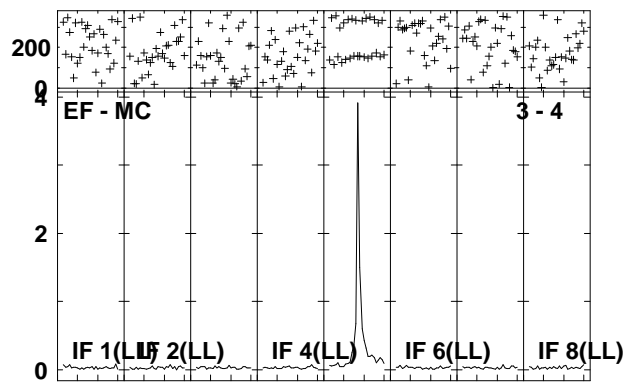 200
0
4
EF - MC
3 - 4
2
IF 1(LL)
IF 2(LL)
IF 4(LL)
IF 6(LL)
IF 8(LL)
0